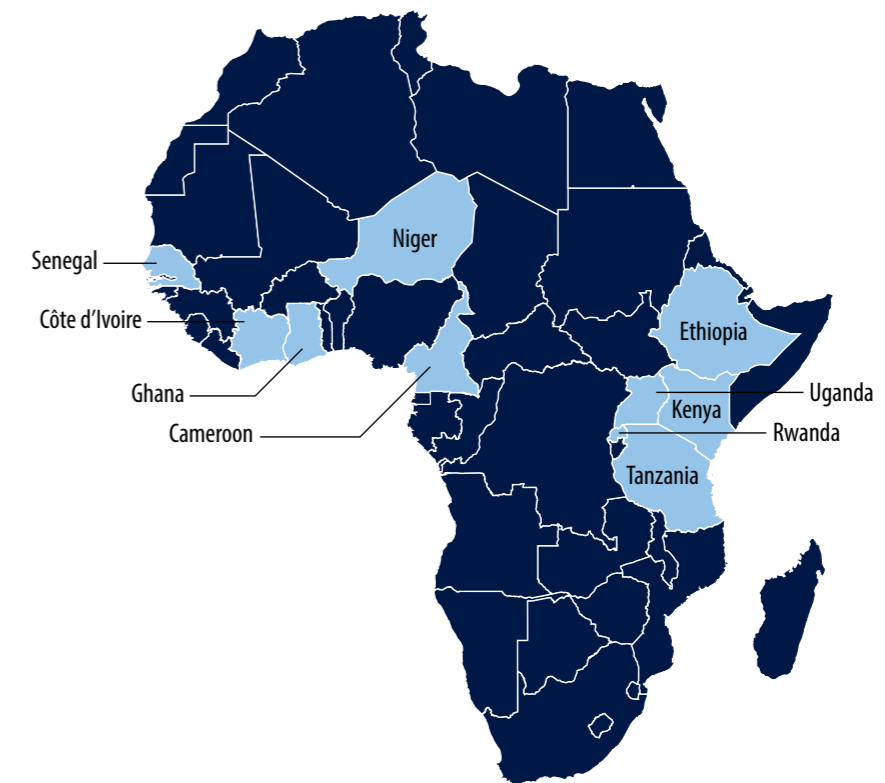 Niger
Senegal
Côte d’Ivoire
Ethiopia
Ghana
Uganda
Kenya
Cameroon
Rwanda
Tanzania